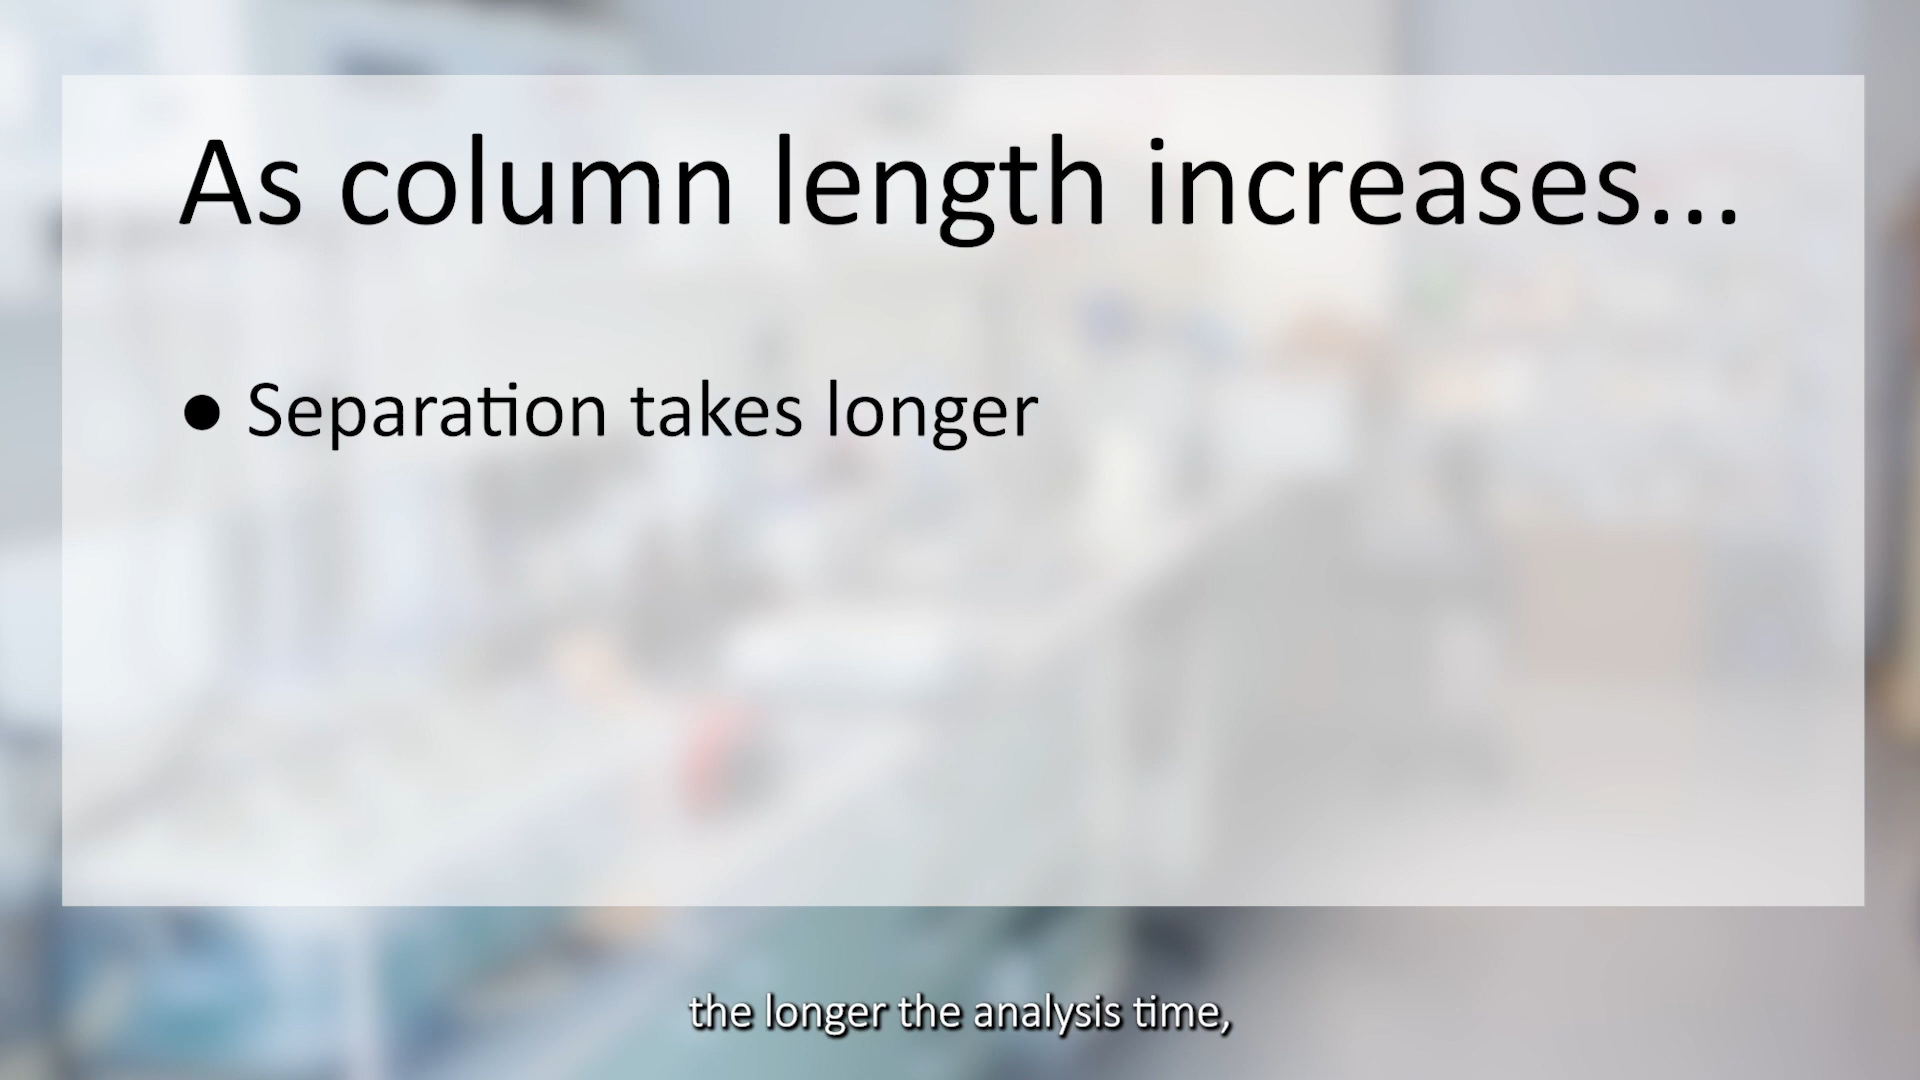 As column length increases...
● Separation takes longer
the longer the analysis time,